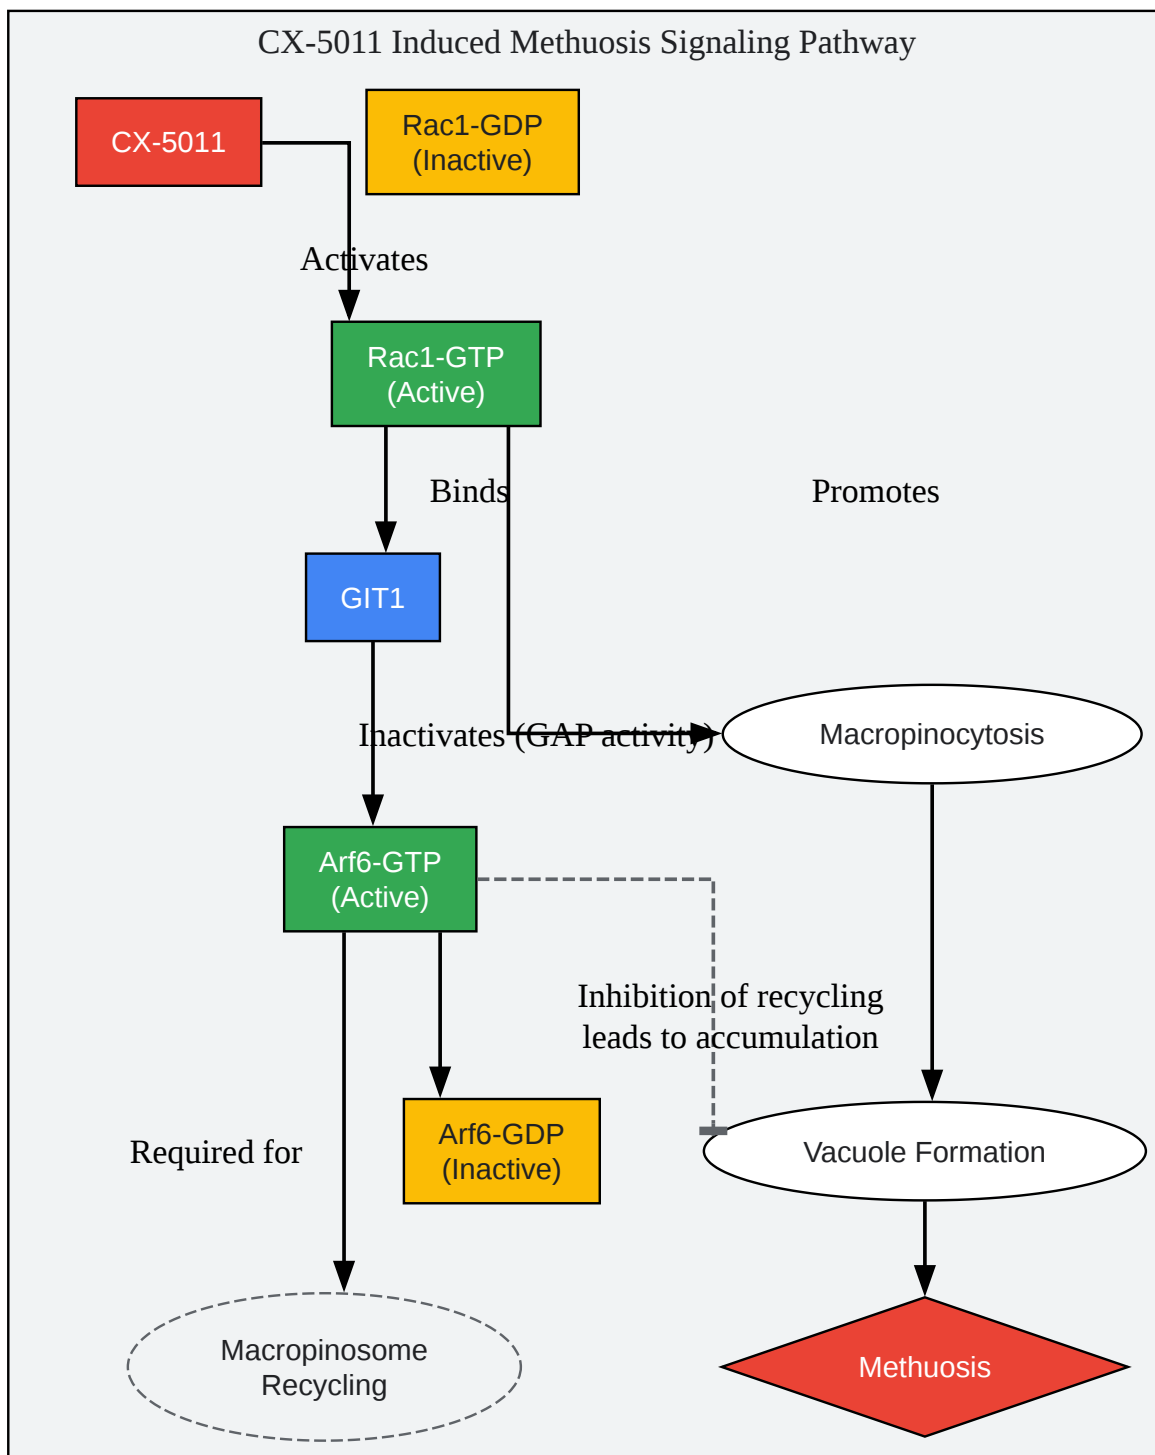 CX-5011 Induced Methuosis Signaling Pathway
CX-5011
Rac1-GDP
(Inactive)
Activates
Rac1-GTP
(Active)
Binds
Promotes
GIT1
Inactivates (GAP activity)
Macropinocytosis
Arf6-GTP
(Active)
Inhibition of recycling
leads to accumulation
Required for
Arf6-GDP
(Inactive)
Vacuole Formation
Macropinosome
Recycling
Methuosis